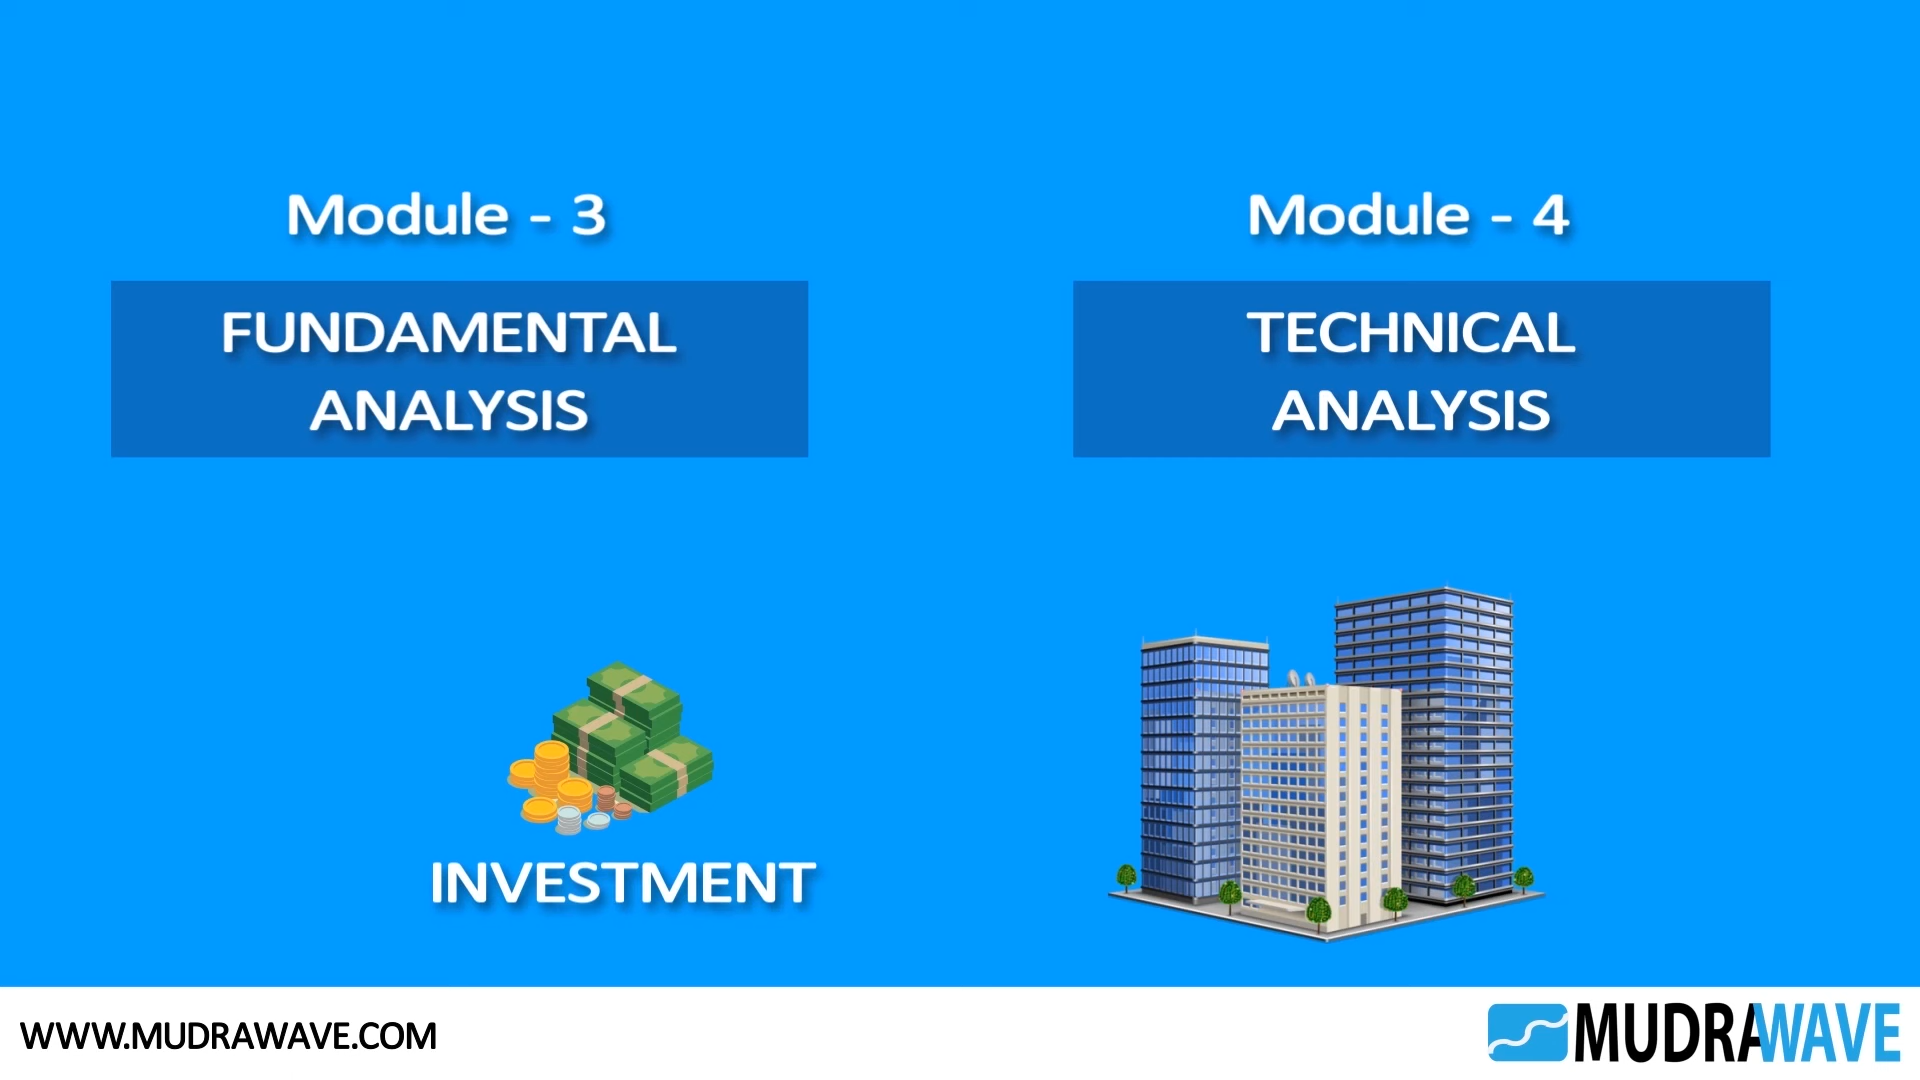 Module - 3
FUNDAMENTAL
ANALYSIS
Module - 4
TECHNICAL
ANALYSIS
INVESTMENT
WWW.MUDRAWAVE.COM
MUDRAWAVE